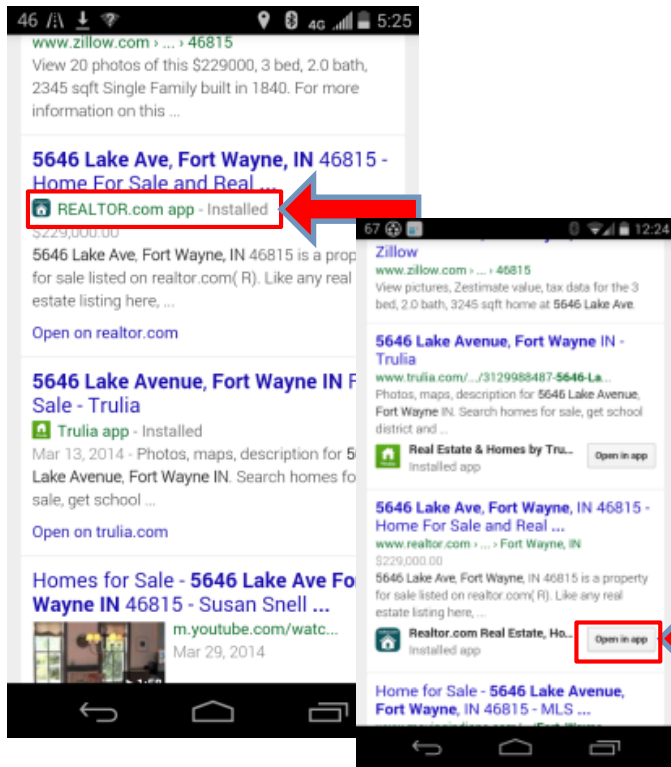 46 4G 5:25
www.zillow.com › ... › 46815
View 20 photos of this $229000, 3 bed, 2.0 bath,
2345 sqft Single Family built in 1840. For more
information on this ...
5646 Lake Ave, Fort Wayne, IN 46815 -
Home For Sale and Real ...
REALTOR.com app - Installed
$229,000.00
5646 Lake Ave, Fort Wayne, IN 46815 is a prop
for sale listed on realtor.com( R). Like any real
estate listing here, ...
Open on realtor.com
5646 Lake Avenue, Fort Wayne IN F
Sale - Trulia
Trulia app - Installed
Mar 13, 2014 - Photos, maps, description for 5
Lake Avenue, Fort Wayne IN. Search homes fo
sale, get school ...
Open on trulia.com
Homes for Sale - 5646 Lake Ave Fo
Wayne IN 46815 - Susan Snell ...
m.youtube.com/watc...
Mar 29, 2014
67 12:24
Zillow
www.zillow.com › ... › 46815
View pictures, Zestimate value, tax data for the 3
bed, 2.0 bath, 3245 sqft home at 5646 Lake Ave.
5646 Lake Avenue, Fort Wayne IN -
Trulia
www.trulia.com/.../3129988487-5646-La...
Photos, maps, description for 5646 Lake Avenue,
Fort Wayne IN. Search homes for sale, get school
district and ...
Real Estate & Homes by Tru...
Installed app
Open in app
5646 Lake Ave, Fort Wayne, IN 46815 -
Home For Sale and Real ...
www.realtor.com › ... › Fort Wayne, IN
$229,000.00
5646 Lake Ave, Fort Wayne, IN 46815 is a property
for sale listed on realtor.com( R). Like any real
estate listing here, ...
Realtor.com Real Estate, Ho...
Installed app
Open in app
Home for Sale - 5646 Lake Avenue,
Fort Wayne, IN 46815 - MLS ...